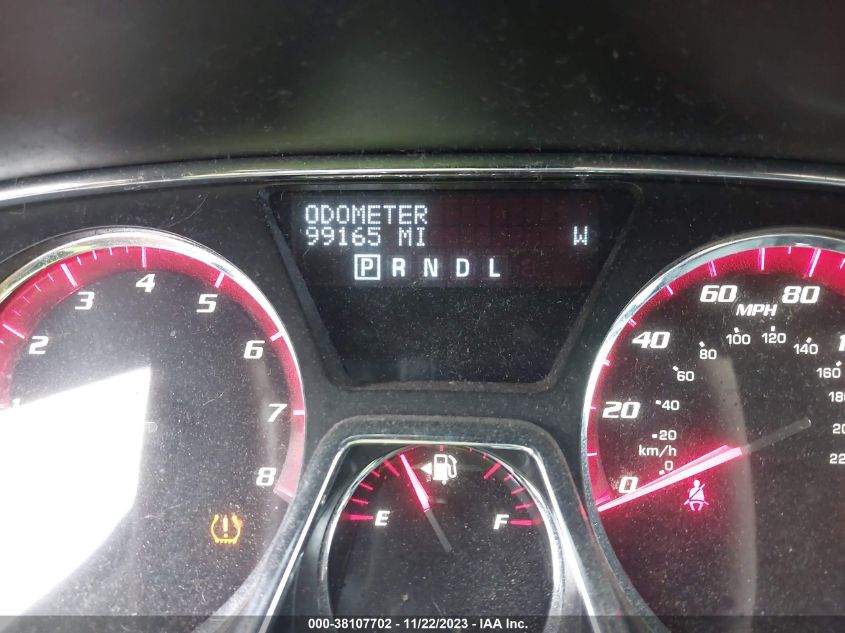 ODOMETER
99165 MI W
P R N D L
2 3 4 5 6 7 8
0 20 40 60 80
MPH
0 20 40 60 80 100 120 140 160
km/h
E F
000-38107702 - 11/22/2023 - IAA Inc.